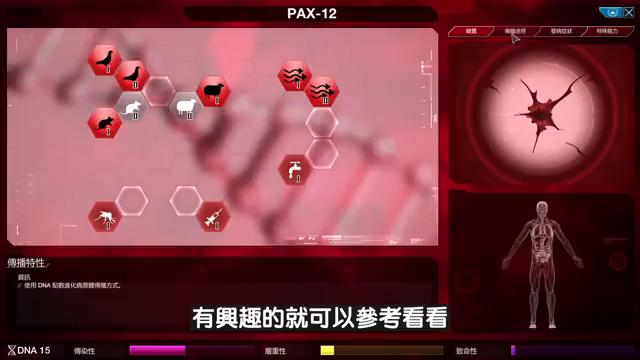 PAX-12
總覽
傳播途徑
發病症狀
特殊能力
傳播特性
資訊
// 使用 DNA 點數進化病原體傳播方式。
有興趣的就可以參考看看
DNA 15
傳染性
嚴重性
致命性